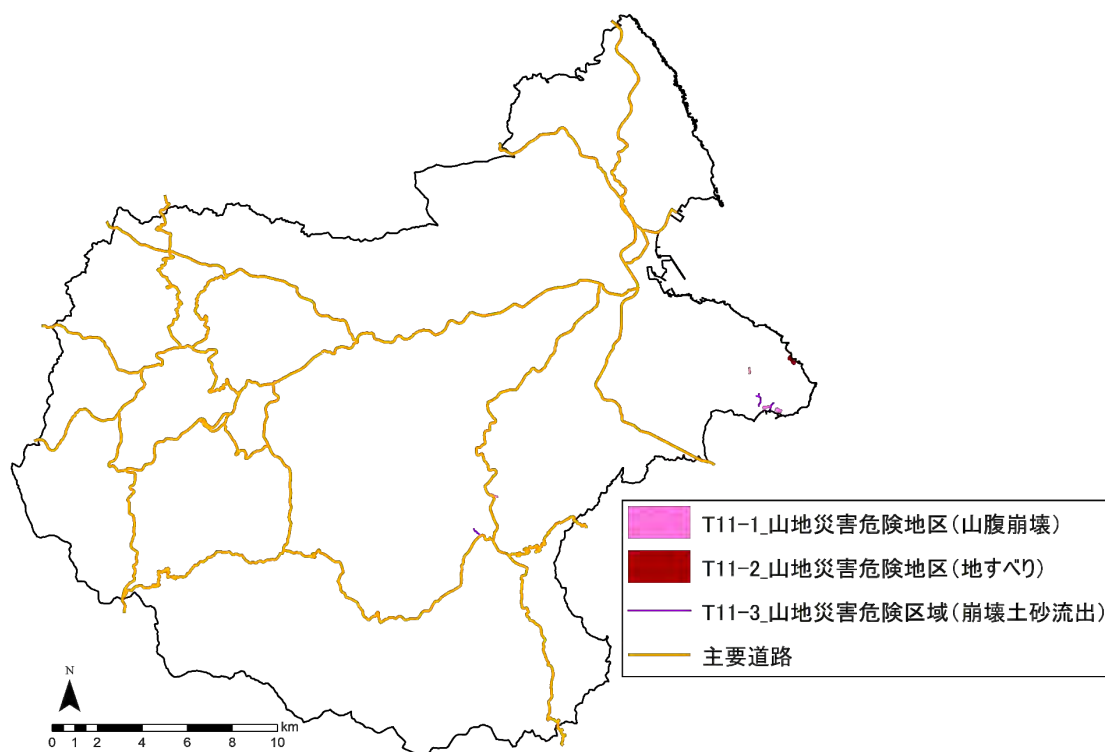 T11-1_山地災害危険地区(山腹崩壊)
T11-2_山地災害危険地区(地すべり)
T11-3_山地災害危険区域(崩壊土砂流出)
主要道路
N
km
0 1 2 4 6 8 10